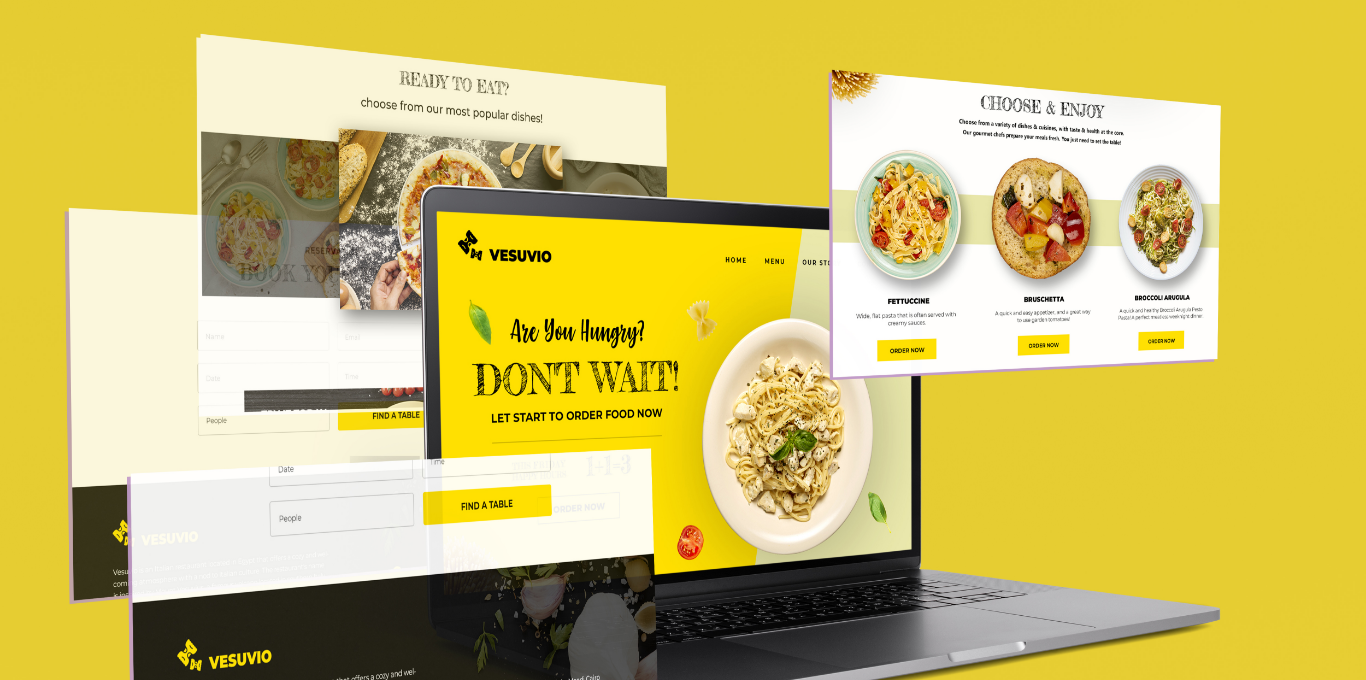 READY TO EAT?
choose from our most popular dishes!
BOOK YO
Name
Email
Date
Time
People
FIND A TABLE
VESUVIO
VESUVIO
HOME
MENU
OUR
Are You Hungry?
DON'T WAIT!
LET START TO ORDER FOOD NOW
1-1-3
ORDER NOW
CHOOSE & ENJOY
Choose from a variety of dishes & cuisines, with taste & health at the core.
Our gourmet chefs prepare your meals fresh. You just need to set the table!
FETTUCCINE
Wide, flat pasta that is often served with
creamy sauces.
ORDER NOW
BRUSCHETTA
A quick and easy appetizer, and a great way
to use garden tomatoes!
ORDER NOW
BROCCOLI ARUGULA
A quick and healthy Broccoli Arugula Pesto
Pasta! A perfect meatless weeknight dinner
ORDER NOW
Date
Time
People
FIND A TABLE
VESUVIO
that offers a cozy and wel-